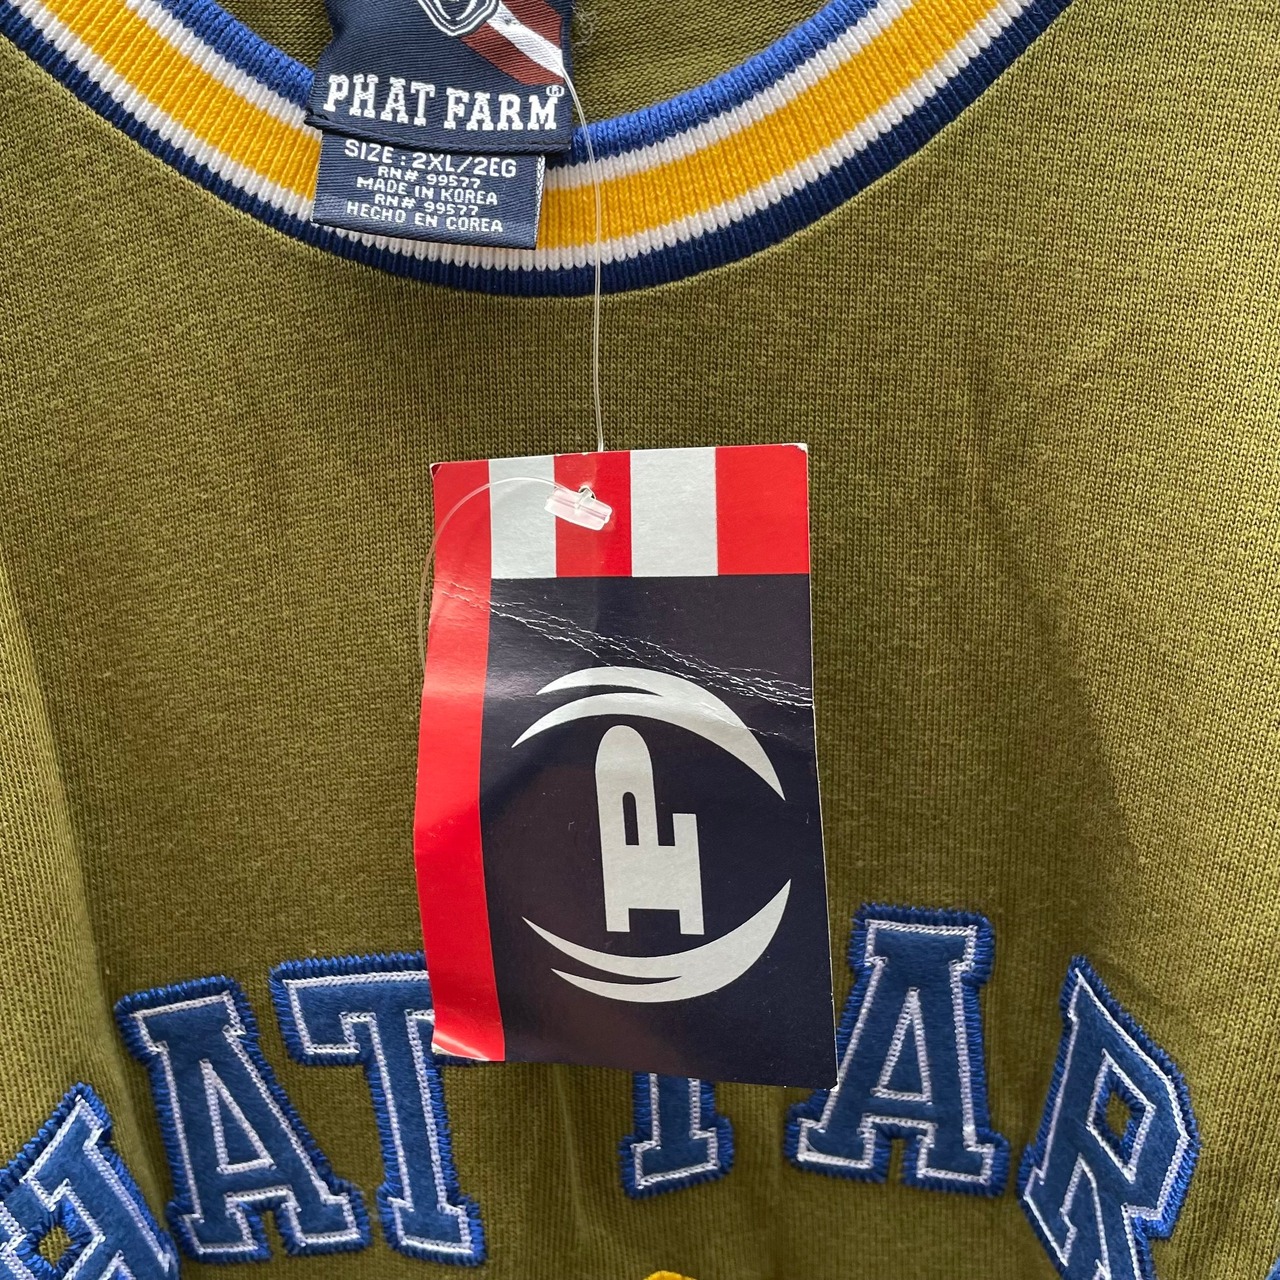 PHAT FARM®
SIZE: 2XL/2EG
RN# 99577
MADE IN KOREA
RN# 99577
HECHO EN COREA
P
HAT FAR